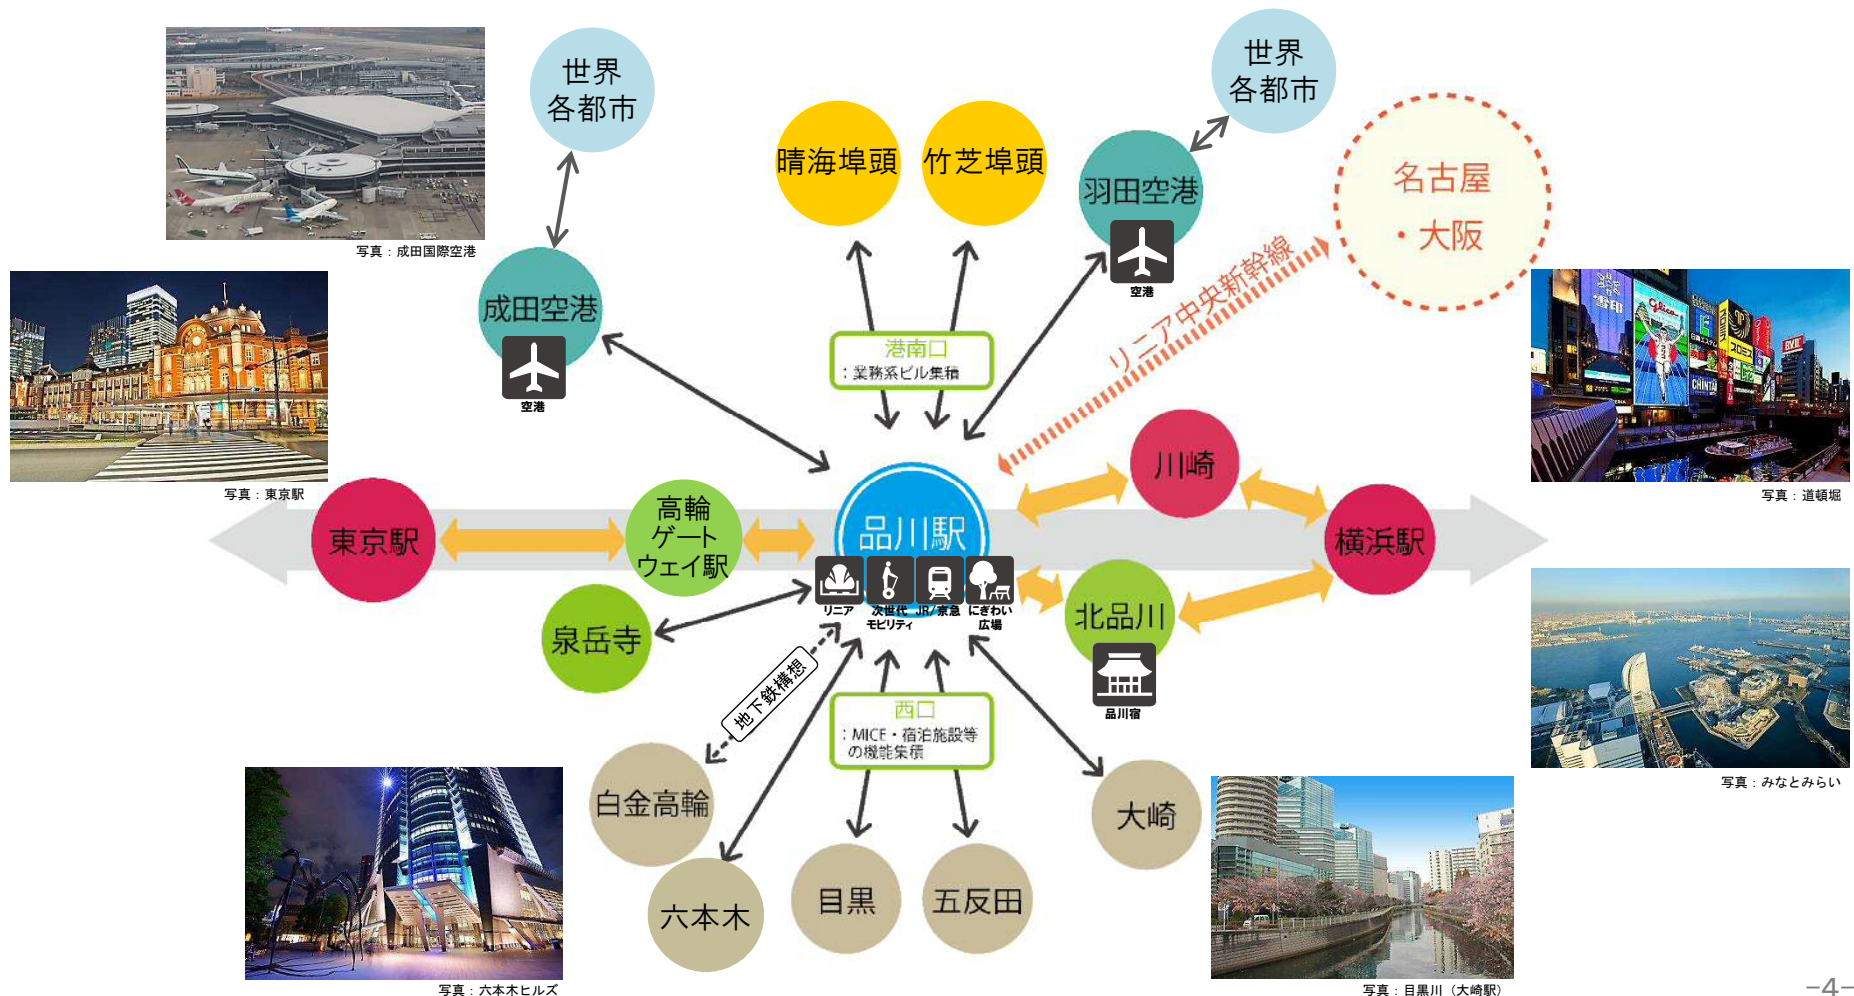 世界
各都市
世界
各都市
晴海埠頭
竹芝埠頭
羽田空港
空港
名古屋
・大阪
リニア中央新幹線
写真：成田国際空港
成田空港
空港
港南口
：業務系ビル集積
写真：東京駅
写真：道頓堀
東京駅
高輪
ゲート
ウェイ駅
品川駅
川崎
横浜駅
リニア
次世代
モビリティ
JR/京急
にぎわい
広場
泉岳寺
北品川
品川宿
地下鉄構想
西口
：MICE・宿泊施設等
の機能集積
白金高輪
六本木
目黒
五反田
大崎
写真：みなとみらい
写真：六本木ヒルズ
写真：目黒川（大崎駅）
glico
雪印
プロミス
CHINTAI
-4-